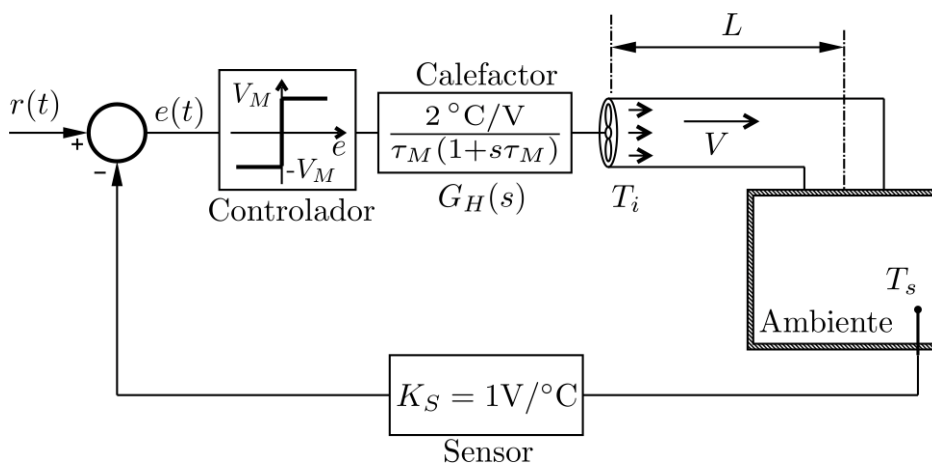 L
Calefactor
r(t)
+
-
e(t)
V_M
-V_M
e
Controlador
2 °C/V
τ_M(1+sτ_M)
G_H(s)
T_i
V
T_s
Ambiente
K_S = 1V/°C
Sensor